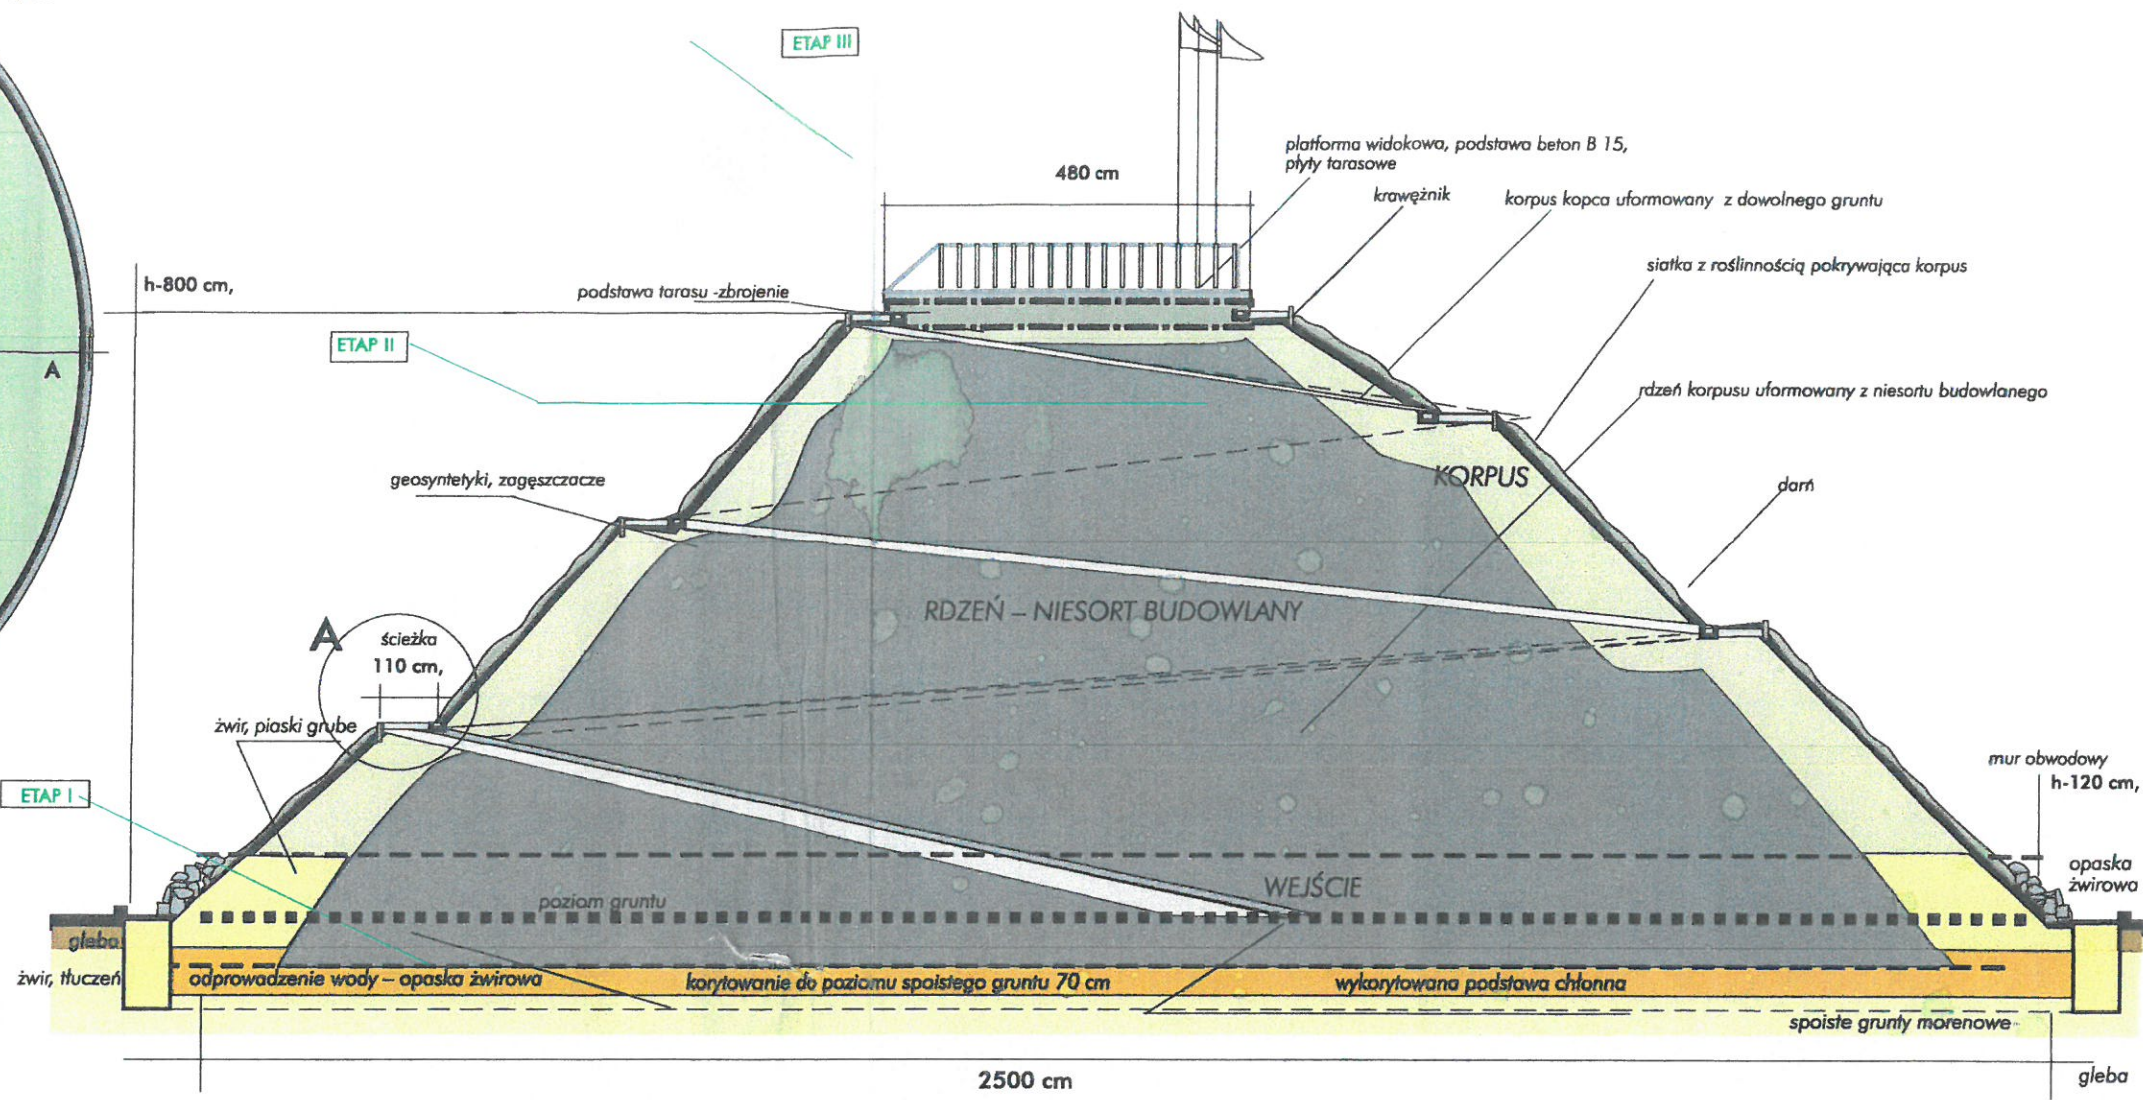 ETAP III
platforma widokowa, podstawa beton B 15,
płyty tarasowe
480 cm
krawężnik
korpus kopca uformowany z dowolnego gruntu
siatka z roślinnością pokrywająca korpus
h-800 cm,
podstawa tarasu -zbrojenie
ETAP II
A
rdzeń korpusu uformowany z niesortu budowlanego
geosyntetyki, zagęszczacze
KORPUS
darń
RDZEŃ – NIESORT BUDOWLANY
A
ścieżka
110 cm,
żwir, piaski grube
mur obwodowy
h-120 cm,
ETAP I
opaska
żwirowa
WEJŚCIE
poziom gruntu
gleba
żwir, tłuczeń
odprowadzenie wody – opaska żwirowa
korytowanie do poziomu spoistego gruntu 70 cm
wykorytowana podstawa chłonna
spoiste grunty morenowe
2500 cm
gleba